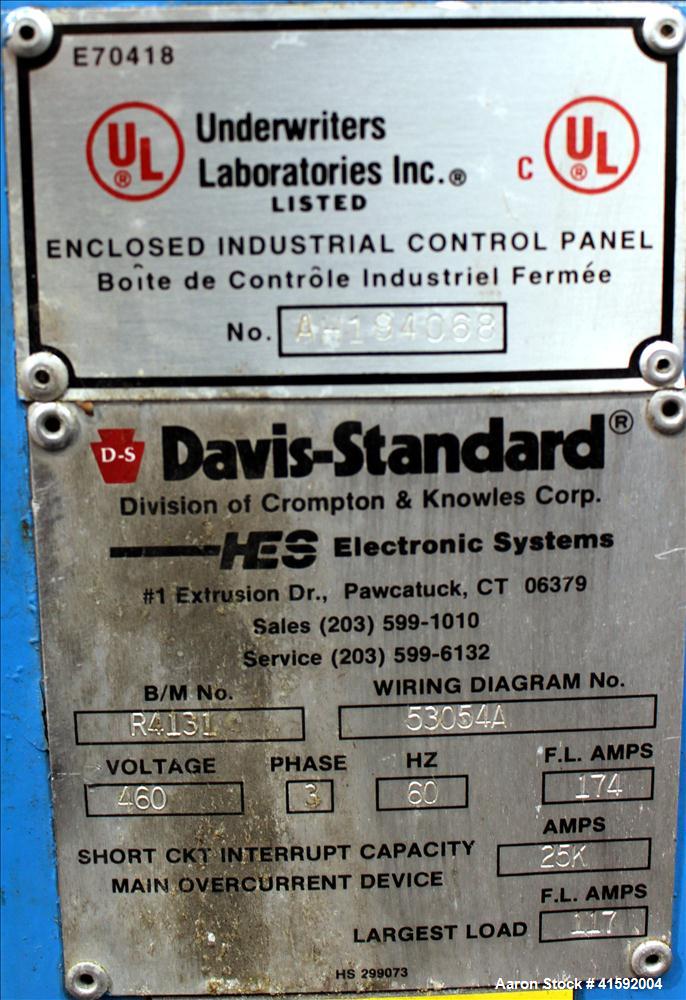 E70418
UL® Underwriters Laboratories Inc.® C UL®
LISTED
ENCLOSED INDUSTRIAL CONTROL PANEL
Boîte de Contrôle Industriel Fermée
No. AH194068
D-S Davis-Standard®
Division of Crompton & Knowles Corp.
HES Electronic Systems
#1 Extrusion Dr., Pawcatuck, CT 06379
Sales (203) 599-1010
Service (203) 599-6132
B/M No. WIRING DIAGRAM No.
R4131 53054A
VOLTAGE PHASE HZ F.L. AMPS
460 3 60 174
AMPS
SHORT CKT INTERRUPT CAPACITY 25K
MAIN OVERCURRENT DEVICE
F.L. AMPS
LARGEST LOAD 117
HS 299073
Aaron Stock # 41592004